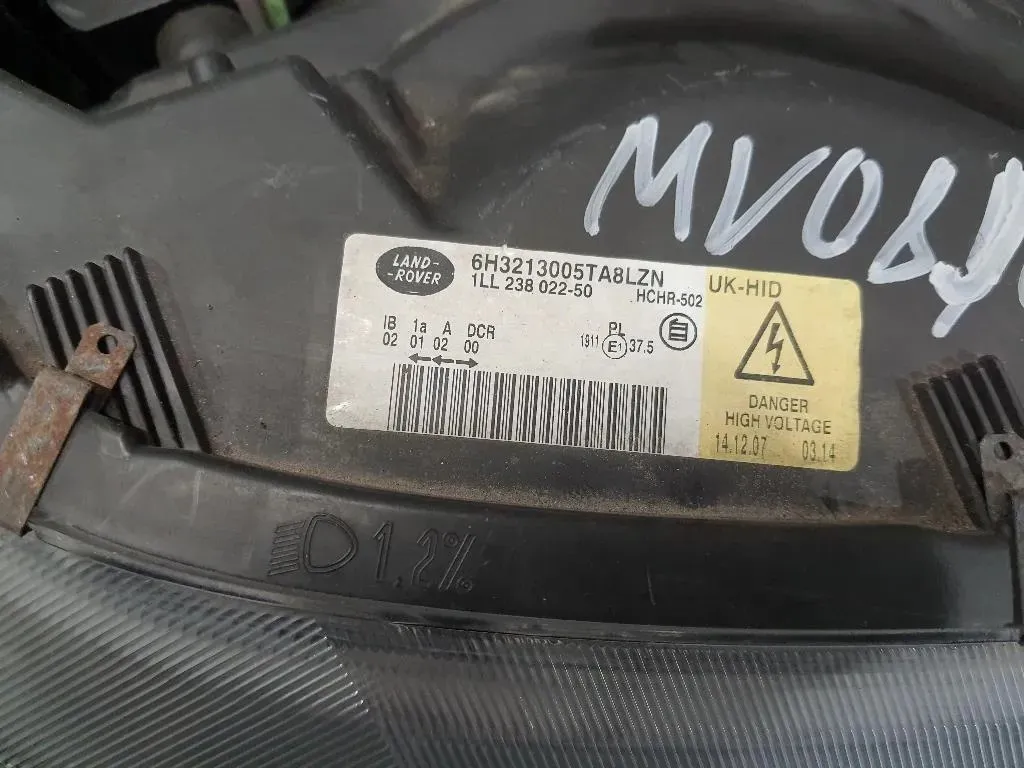 MV08
LAND-
-ROVER
6H3213005TA8LZN
1LL 238 022-50
HCHR-502
UK-HID
IB 1a A DCR
02 01 02 00
PL
1911 E1 37.5
DANGER
HIGH VOLTAGE
14.12.07 03.14
1.2%